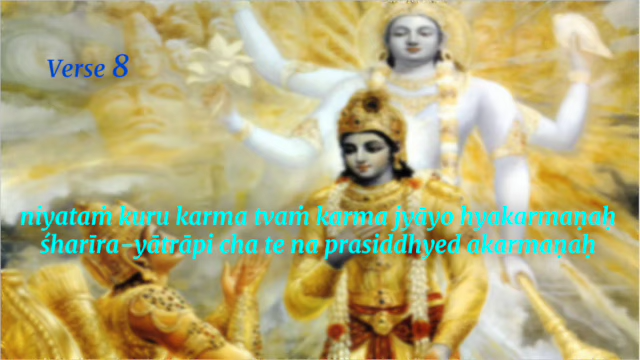 Verse 8
niyataṁ kuru karma tvaṁ karma jyāyo hyakarmaṇaḥ
śharīra-yātrāpi cha te na prasiddhyed akarmaṇaḥ